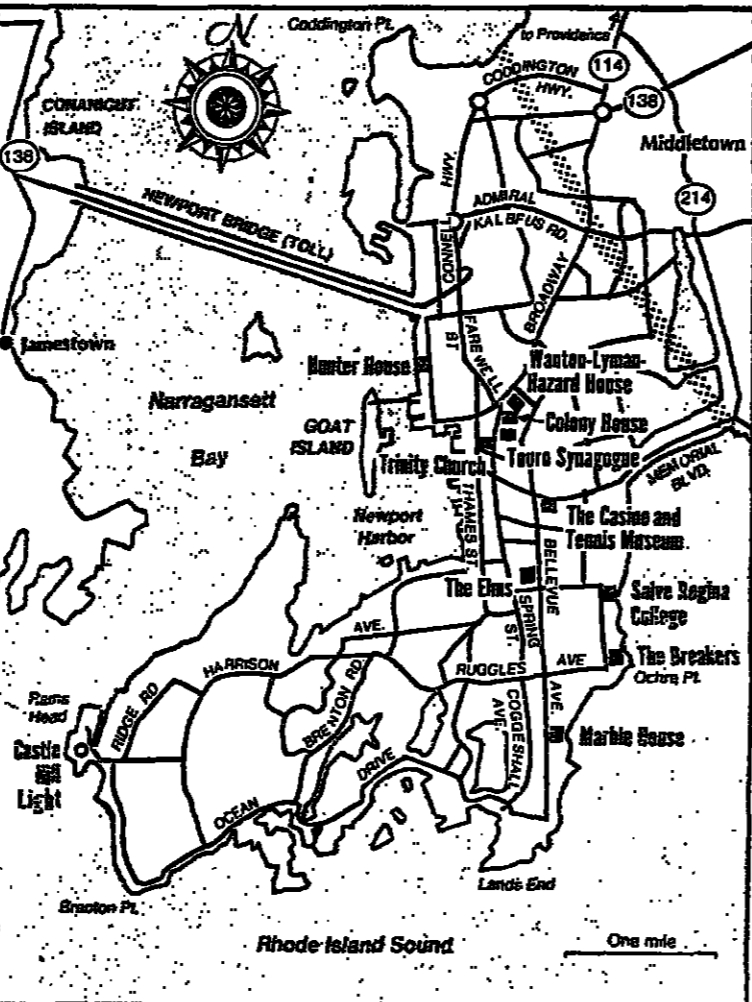 N
Coddington Pt.
to Providence
114
CODDINGTON
HWY.
138
CONANICUT
ISLAND
Middletown
138
HWY.
214
ADMIRAL
KALBFUS RD.
NEWPORT BRIDGE (TOLL)
CONNELL
BROADWAY
ST
FAREWELL
Jamestown
Hunter House
Wanton-Lyman-
Hazard House
Narragansett
Bay
GOAT
ISLAND
Colony House
Trinity Church
Touro Synagogue
MEMORIAL
BLVD.
THAMES ST
Newport
Harbor
The Casino and
Tennis Museum
BELLEVUE
The Elms
SPRING
ST.
Salve Regina
College
AVE.
HARRISON
RUGGLES AVE
The Breakers
Ochre Pt.
BRENTON RD.
RIDGE RD
Rams
Head
COGGESHALL
AVE.
AVE.
Castle
Light
Marble House
DRIVE
OCEAN
Lands End
Brenton Pt.
Rhode Island Sound
One mile